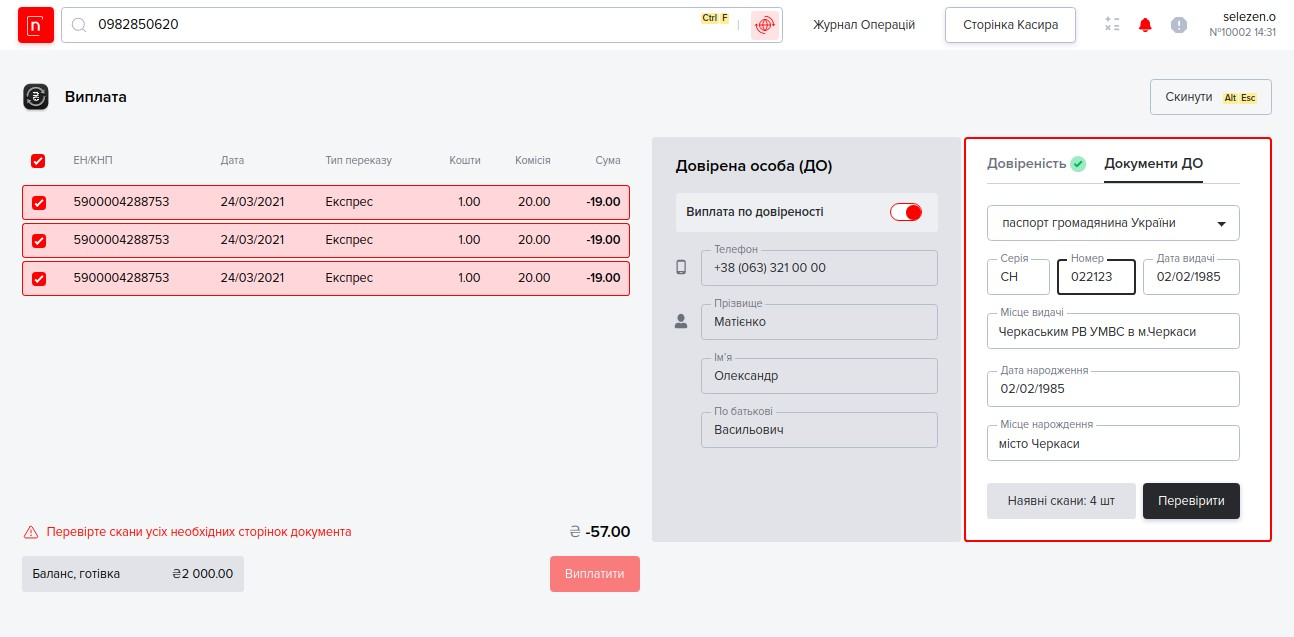 n
0982850620
Ctrl F
Журнал Операцій
Сторінка Касира
selezen.o
№10002 14:31
Виплата
Скинути Alt Esc
ЕН/КНП Дата Тип переказу Кошти Комісія Сума
5900004288753 24/03/2021 Експрес 1.00 20.00 -19.00
5900004288753 24/03/2021 Експрес 1.00 20.00 -19.00
5900004288753 24/03/2021 Експрес 1.00 20.00 -19.00
Перевірте скани усіх необхідних сторінок документа
₴ -57.00
Баланс, готівка ₴2 000.00
Виплатити
Довірена особа (ДО)
Виплата по довіреності
Телефон
+38 (063) 321 00 00
Прізвище
Матієнко
Ім'я
Олександр
По батькові
Васильович
Довіреність Документи ДО
паспорт громадянина України
Серія Номер Дата видачі
СН 022123 02/02/1985
Місце видачі
Черкаським РВ УМВС в м.Черкаси
Дата народження
02/02/1985
Місце нарождення
місто Черкаси
Наявні скани: 4 шт
Перевірити